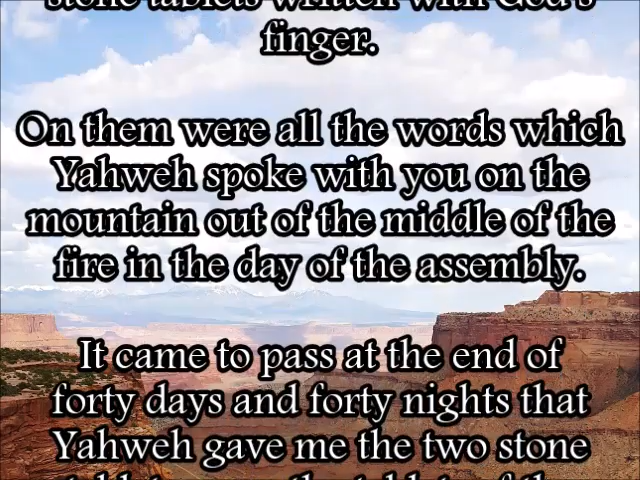 stone tablets written with God's
finger.
On them were all the words which
Yahweh spoke with you on the
mountain out of the middle of the
fire in the day of the assembly.
It came to pass at the end of
forty days and forty nights that
Yahweh gave me the two stone